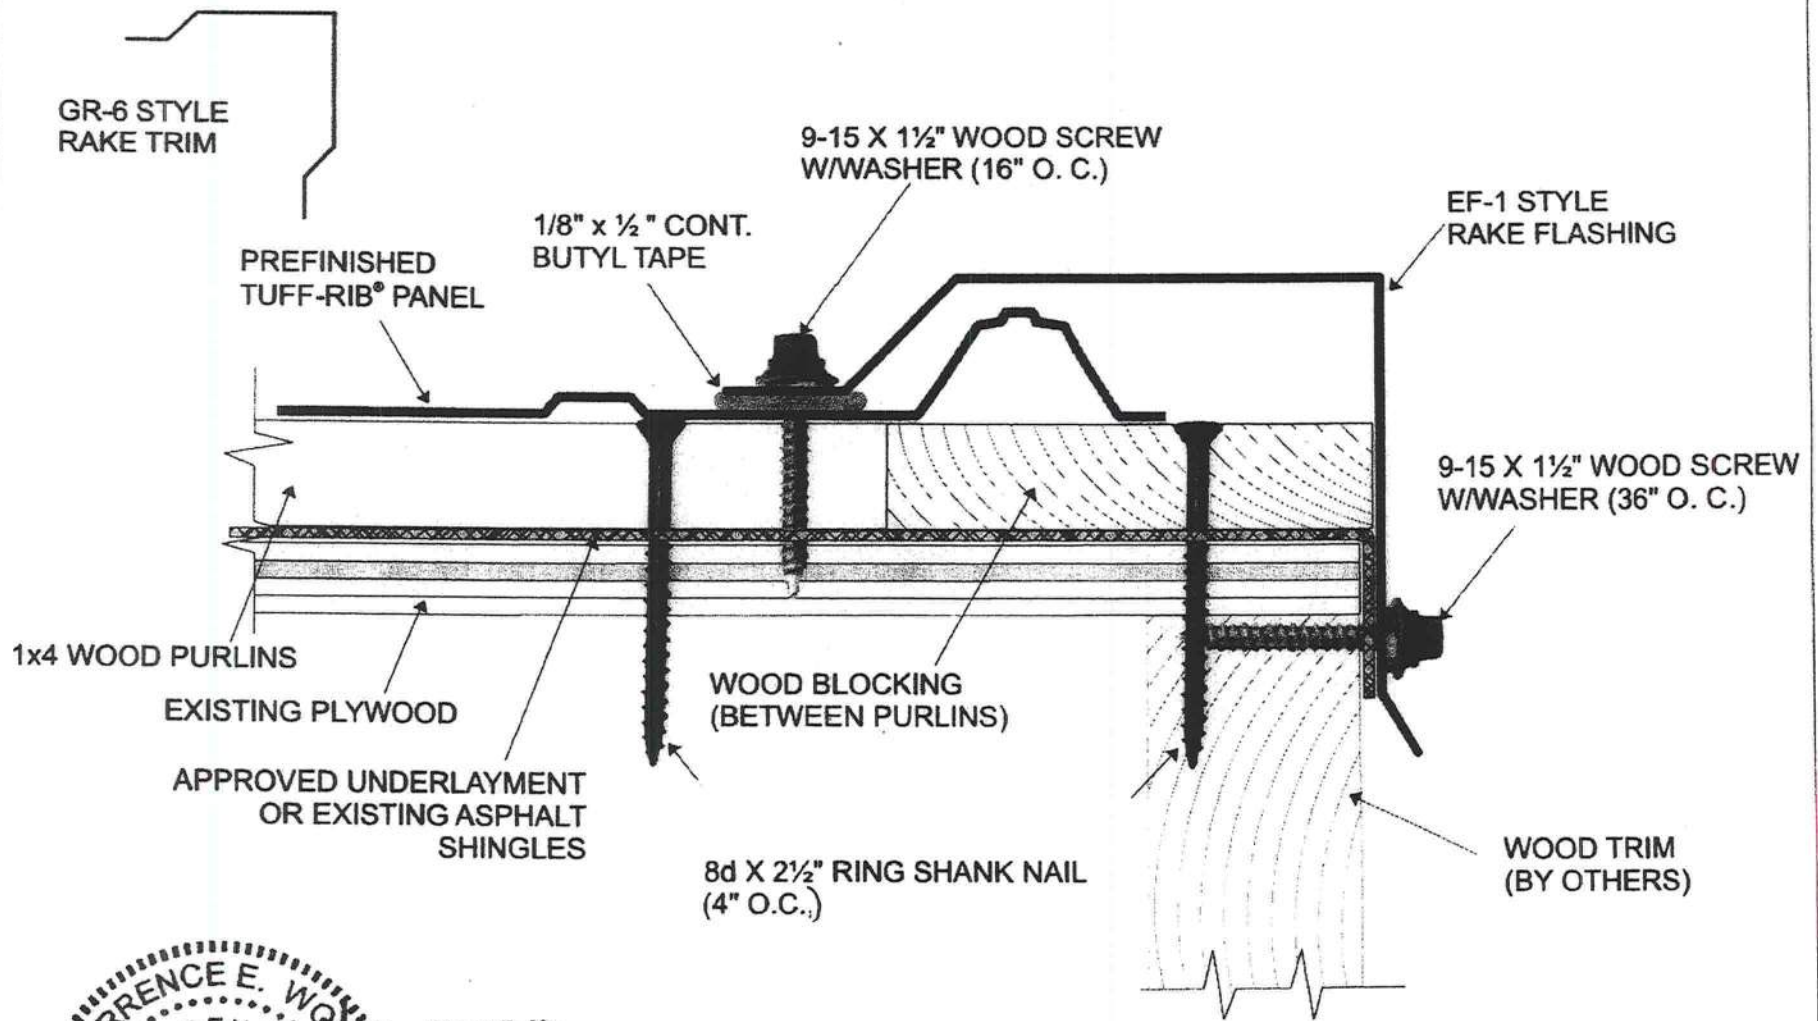 GR-6 STYLE
RAKE TRIM
9-15 X 1½" WOOD SCREW
W/WASHER (16" O. C.)
EF-1 STYLE
RAKE FLASHING
1/8" x ½ " CONT.
BUTYL TAPE
PREFINISHED
TUFF-RIB® PANEL
9-15 X 1½" WOOD SCREW
W/WASHER (36" O. C.)
1x4 WOOD PURLINS
EXISTING PLYWOOD
WOOD BLOCKING
(BETWEEN PURLINS)
APPROVED UNDERLAYMENT
OR EXISTING ASPHALT
SHINGLES
8d X 2½" RING SHANK NAIL
(4" O.C.)
WOOD TRIM
(BY OTHERS)
E.